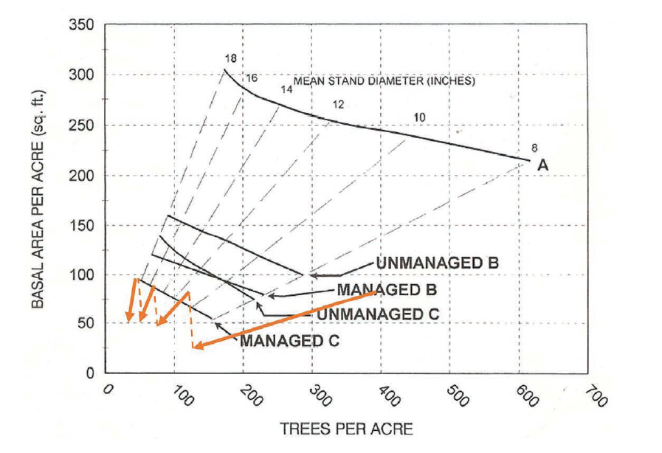 350
300
250
200
150
100
50
0
BASAL AREA PER ACRE (sq. ft.)
18
16
14
MEAN STAND DIAMETER (INCHES)
12
10
8
A
UNMANAGED B
MANAGED B
UNMANAGED C
MANAGED C
0
100
200
300
400
500
600
700
TREES PER ACRE